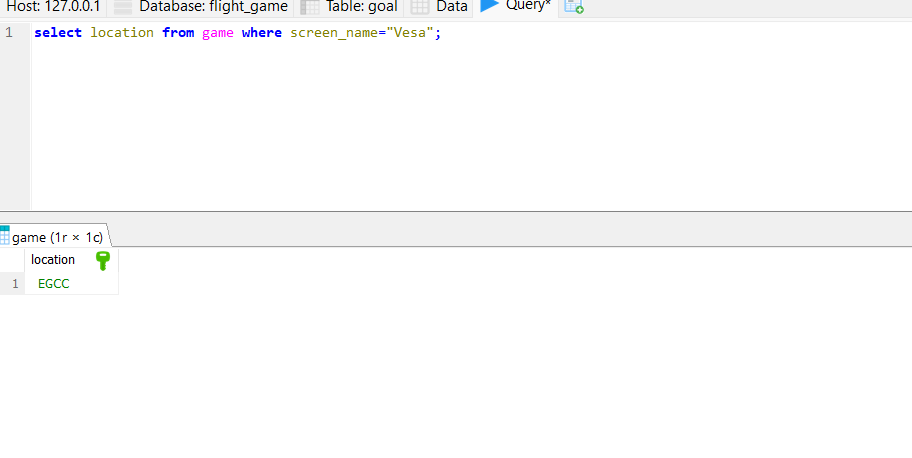 Host: 127.0.0.1 Database: flight_game Table: goal Data Query*
1 select location from game where screen_name="Vesa";
game (1r × 1c)
location
1 EGCC